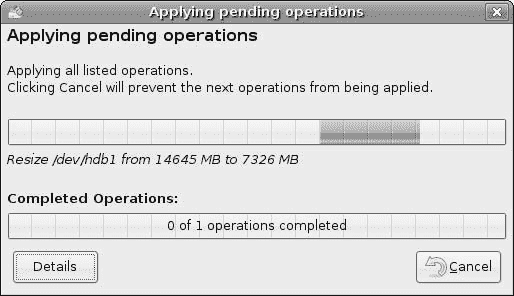 Applying pending operations
Applying pending operations
Applying all listed operations.
Clicking Cancel will prevent the next operations from being applied.
Resize /dev/hdb1 from 14645 MB to 7326 MB
Completed Operations:
0 of 1 operations completed
Details
Cancel